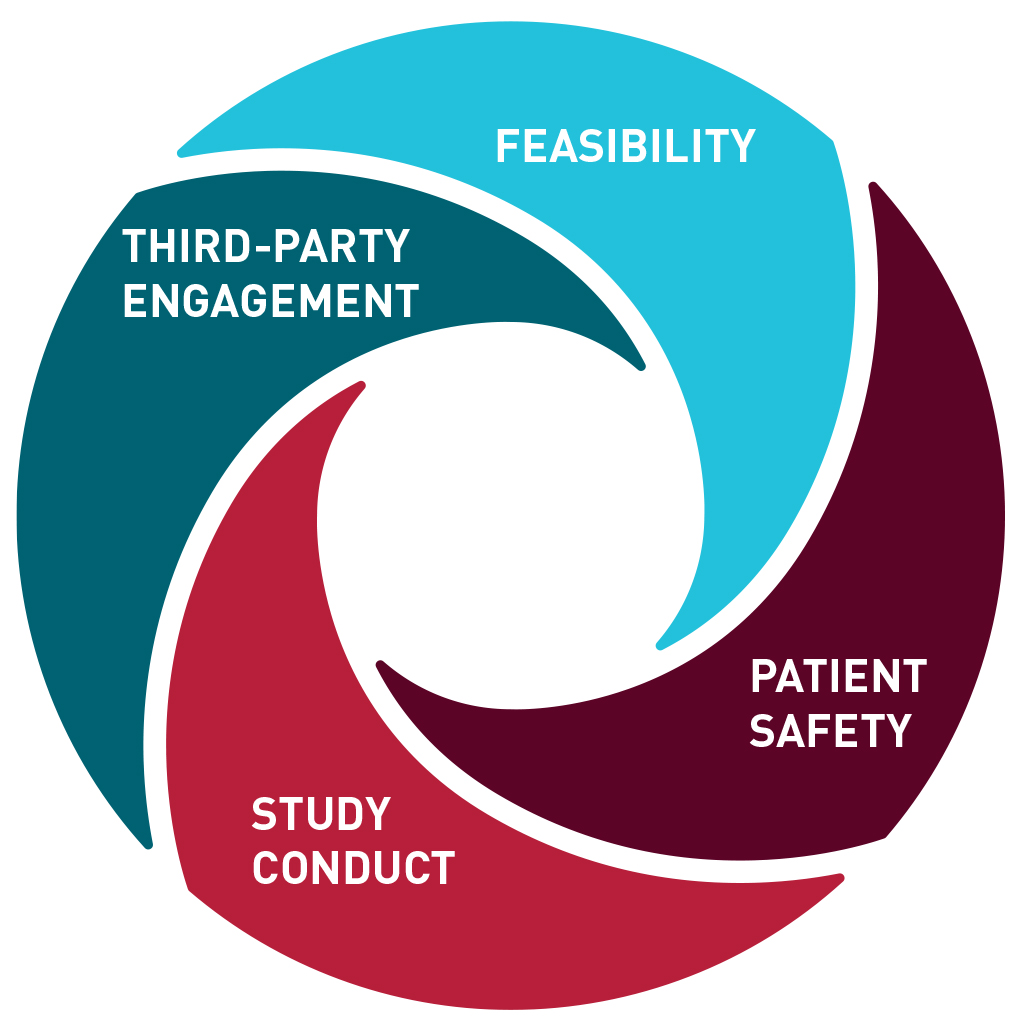 FEASIBILITY
THIRD-PARTY
ENGAGEMENT
PATIENT
SAFETY
STUDY
CONDUCT